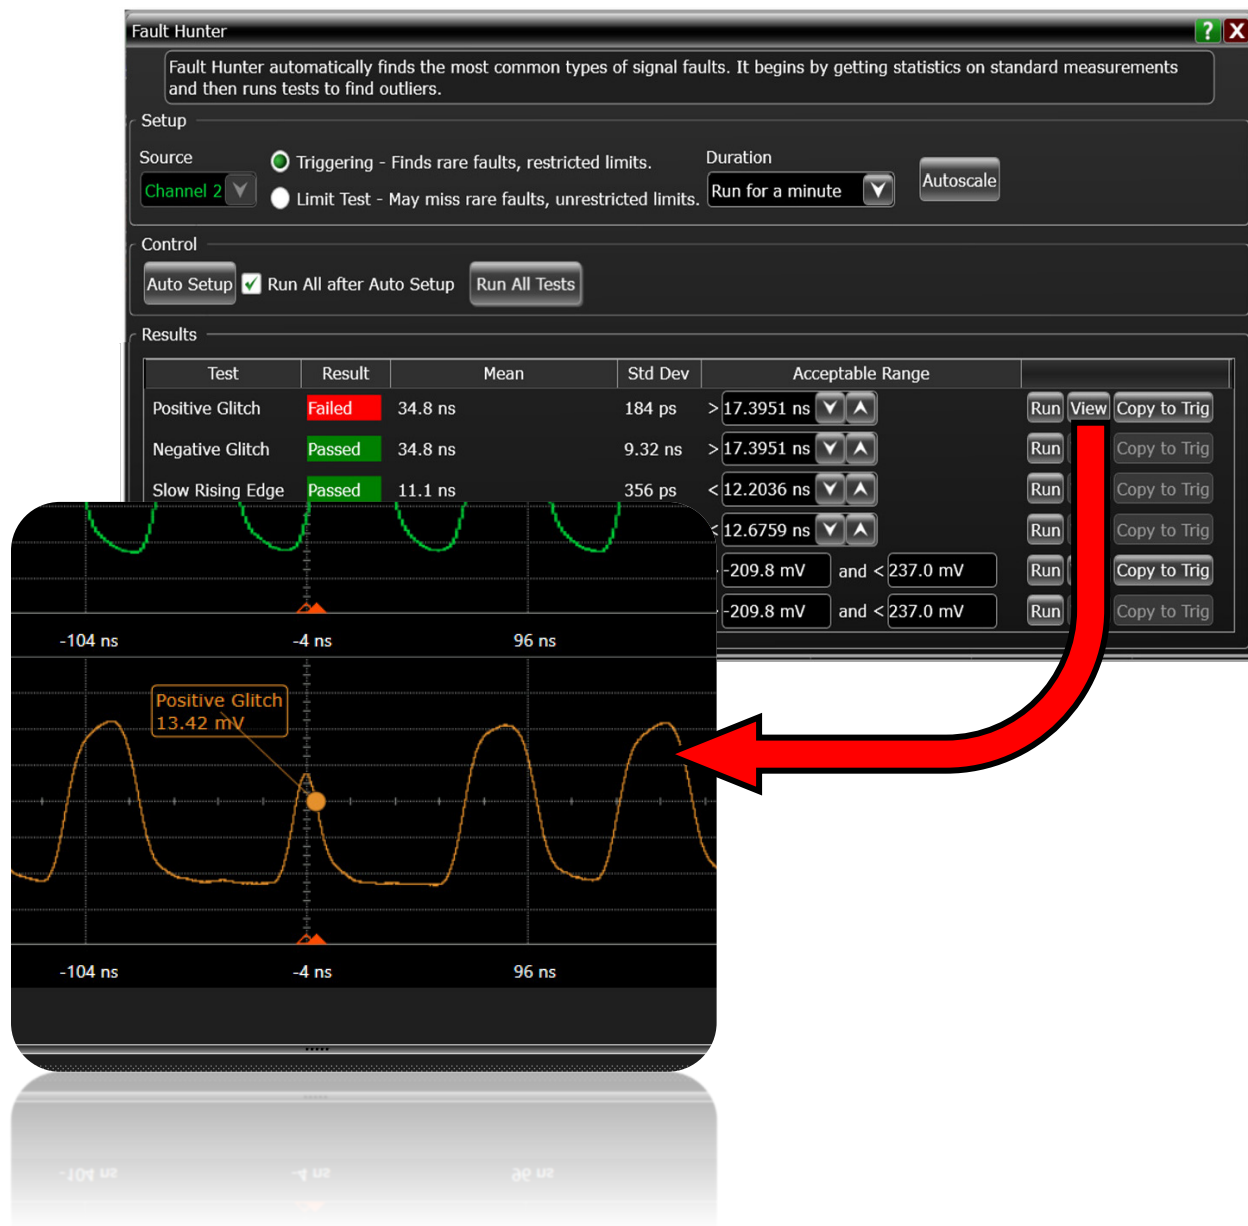 Fault Hunter
? X
Fault Hunter automatically finds the most common types of signal faults. It begins by getting statistics on standard measurements
and then runs tests to find outliers.
Setup
Source
Channel 2
Triggering - Finds rare faults, restricted limits.
Limit Test - May miss rare faults, unrestricted limits.
Duration
Run for a minute
Autoscale
Control
Auto Setup Run All after Auto Setup Run All Tests
Results
Test Result Mean Std Dev Acceptable Range
Positive Glitch Failed 34.8 ns 184 ps > 17.3951 ns Run View Copy to Trig
Negative Glitch Passed 34.8 ns 9.32 ns > 17.3951 ns Run Copy to Trig
Slow Rising Edge Passed 11.1 ns 356 ps < 12.2036 ns Run Copy to Trig
< 12.6759 ns Run Copy to Trig
-209.8 mV and < 237.0 mV Run Copy to Trig
-209.8 mV and < 237.0 mV Run Copy to Trig
-104 ns -4 ns 96 ns
Positive Glitch
13.42 mV
-104 ns -4 ns 96 ns